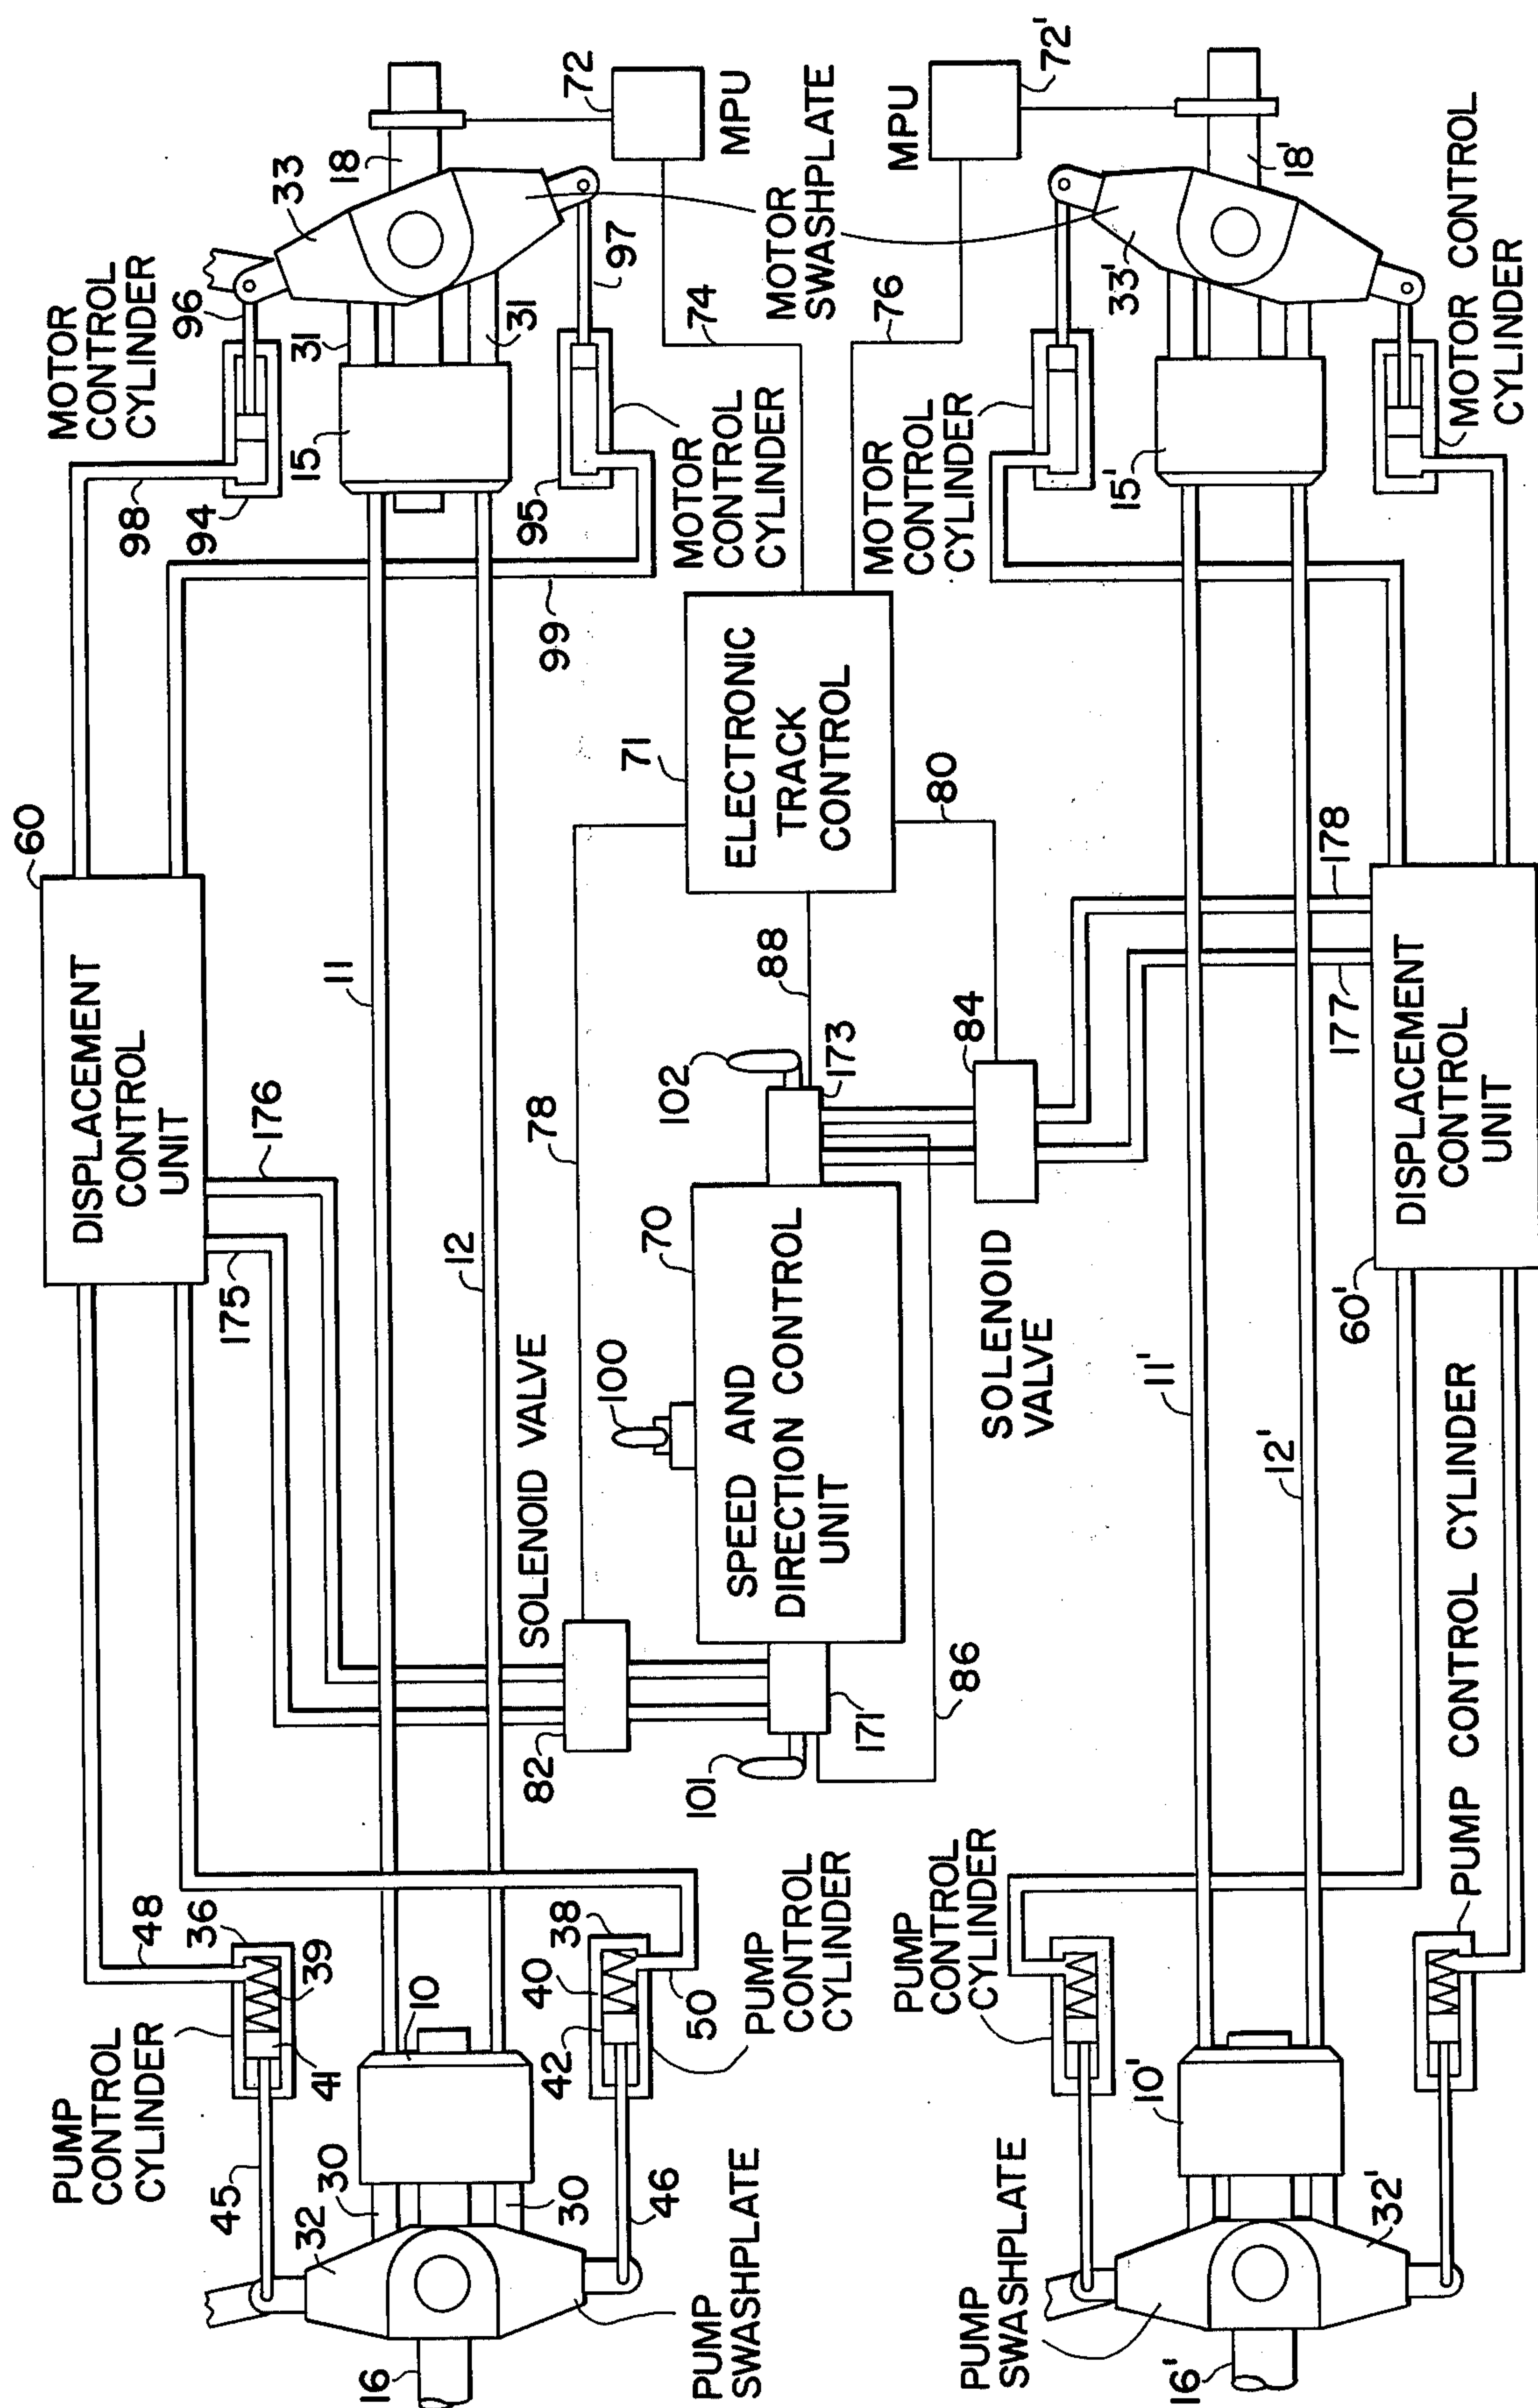 60
DISPLACEMENT
CONTROL
UNIT
48
36
39
PUMP
CONTROL
CYLINDER
41
45
30
32
16
10
30
46
40
42
38
50
PUMP
CONTROL
CYLINDER
PUMP
SWASHPLATE
175
176
11
12
MOTOR
CONTROL
CYLINDER
98
94
96
33
18
15
31
31
95
97
99
MOTOR
CONTROL
CYLINDER
72
MPU
74
MOTOR
SWASHPLATE
SOLENOID VALVE
82
78
100
70
SPEED AND
DIRECTION CONTROL
UNIT
101
171
86
102
173
88
71
ELECTRONIC
TRACK
CONTROL
80
84
SOLENOID
VALVE
76
MPU
72'
MOTOR
CONTROL
CYLINDER
33'
18'
15'
MOTOR CONTROL
CYLINDER
PUMP
CONTROL
CYLINDER
PUMP
SWASHPLATE
10'
32'
16'
11'
12'
177
178
60'
DISPLACEMENT
CONTROL
UNIT
PUMP CONTROL CYLINDER